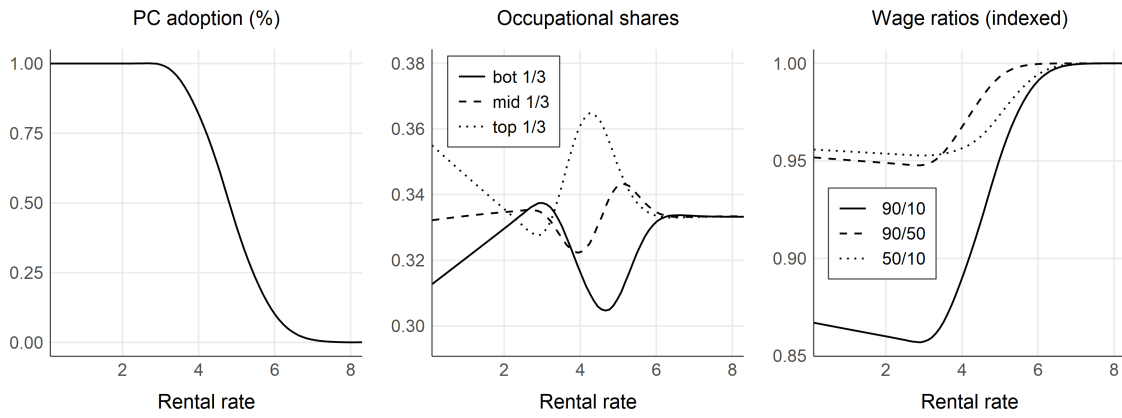 PC adoption (%)
1.00
0.75
0.50
0.25
0.00
2 4 6 8
Rental rate
Occupational shares
0.38
0.36
0.34
0.32
0.30
bot 1/3
mid 1/3
top 1/3
2 4 6 8
Rental rate
Wage ratios (indexed)
1.00
0.95
0.90
0.85
90/10
90/50
50/10
2 4 6 8
Rental rate